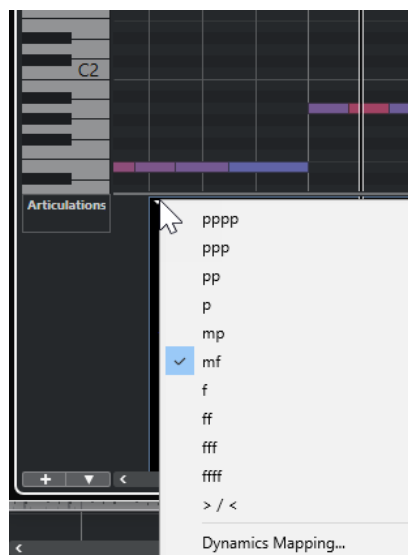 C2
Articulations
pppp
ppp
pp
p
mp
✓ mf
f
ff
fff
ffff
> / <
Dynamics Mapping...